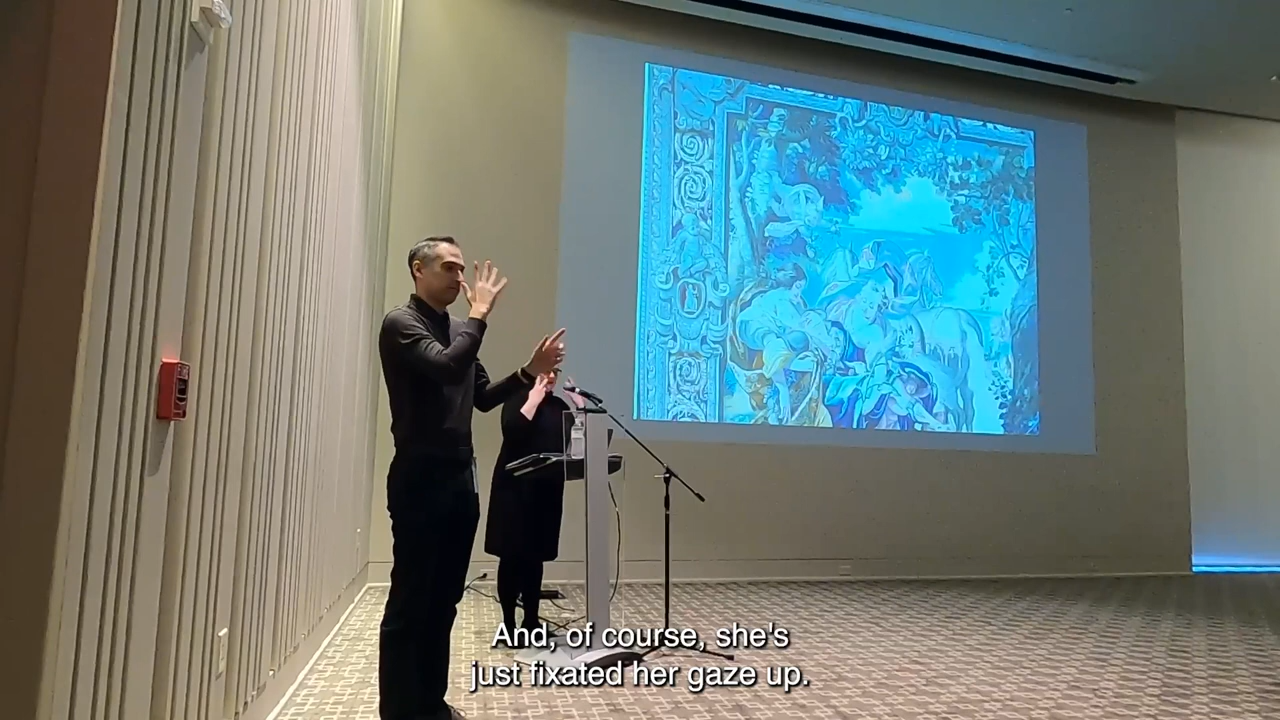 And, of course, she's
just fixated her gaze up.